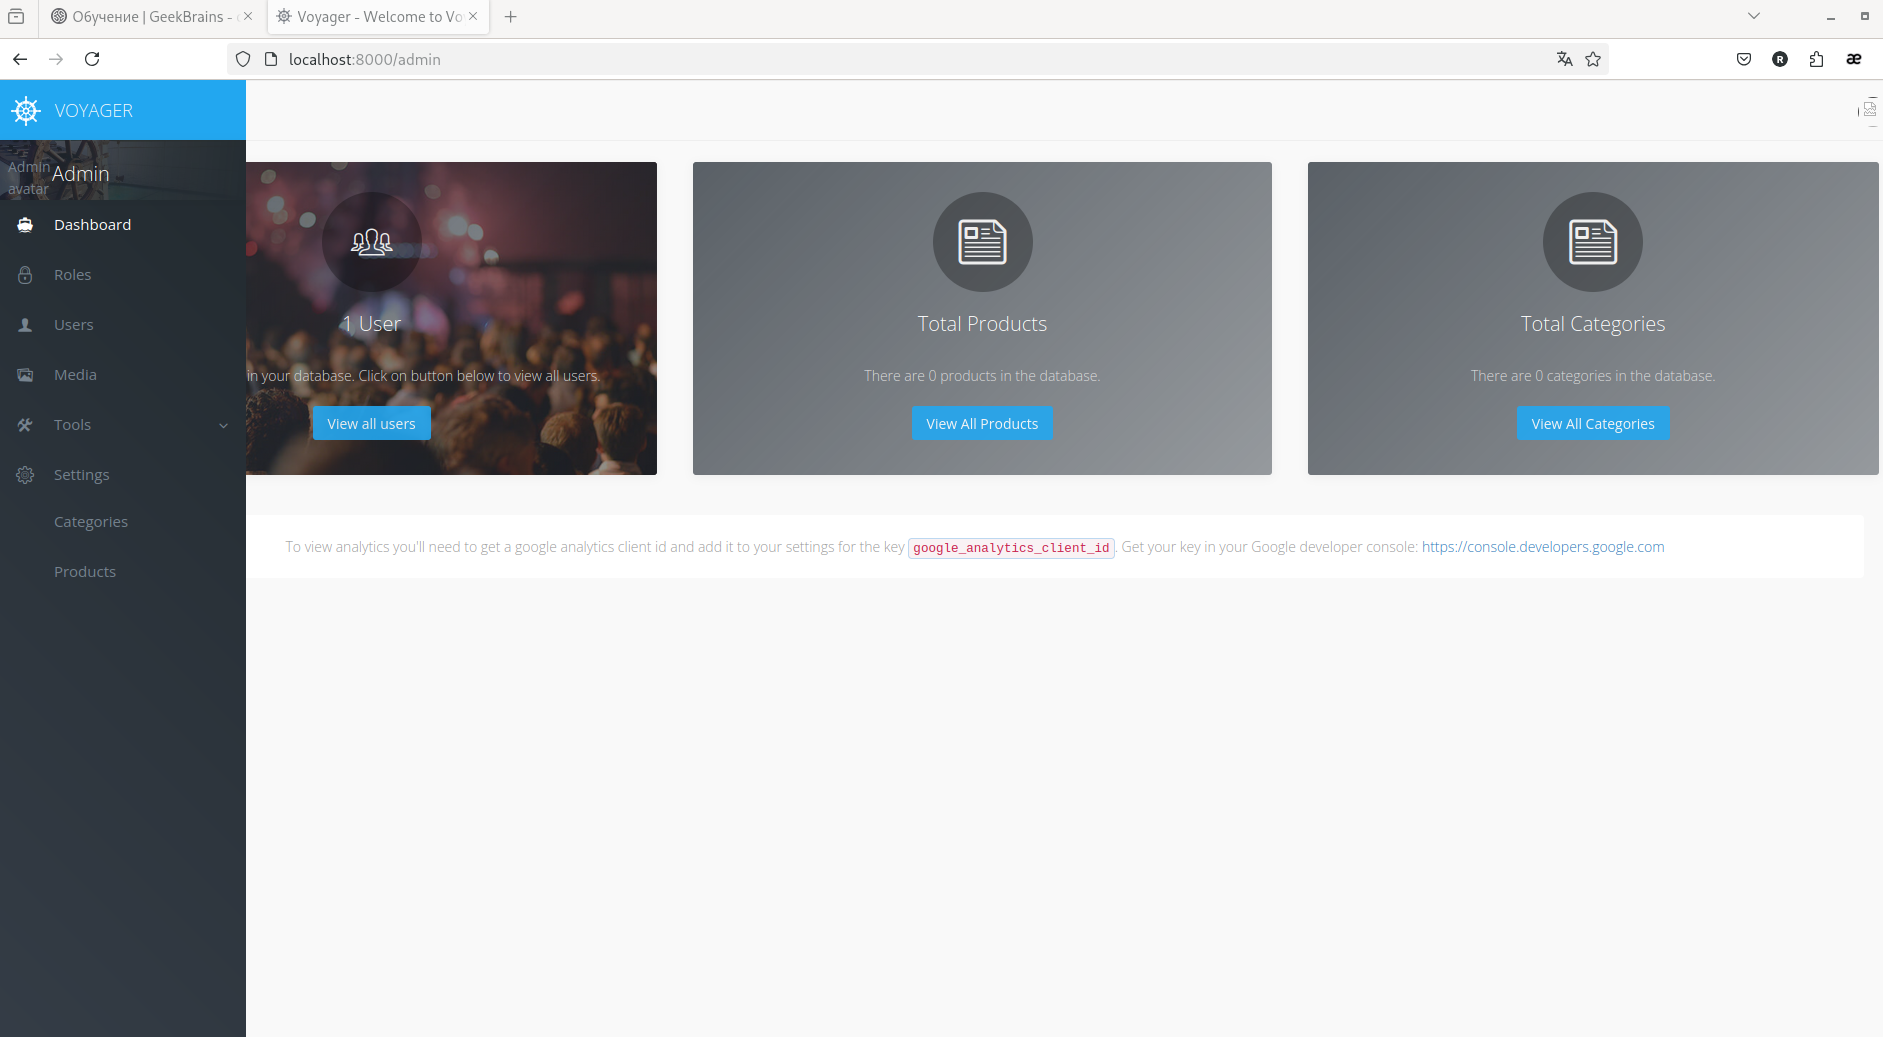 Обучение | GeekBrains -
Voyager - Welcome to Vo
localhost:8000/admin
R
æ
VOYAGER
Admin avatar
Admin
Dashboard
Roles
Users
Media
Tools
Settings
Categories
Products
1 User
in your database. Click on button below to view all users.
View all users
Total Products
There are 0 products in the database.
View All Products
Total Categories
There are 0 categories in the database.
View All Categories
To view analytics you'll need to get a google analytics client id and add it to your settings for the key google_analytics_client_id. Get your key in your Google developer console: https://console.developers.google.com